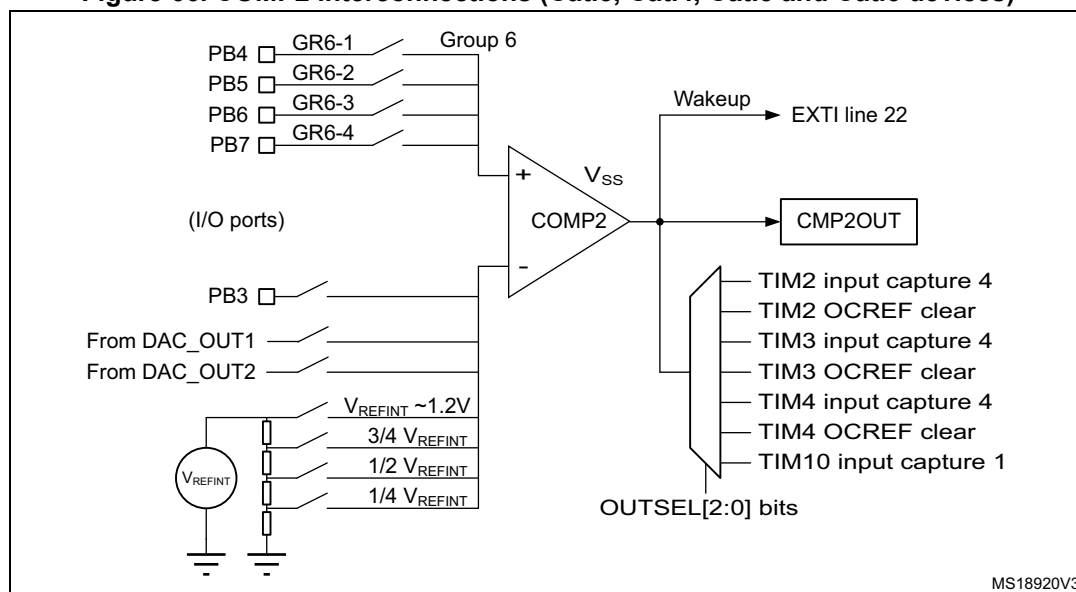 PB4 GR6-1 Group 6
PB5 GR6-2
PB6 GR6-3
PB7 GR6-4
Wakeup
EXTI line 22
VSS
+
COMP2
-
CMP2OUT
(I/O ports)
PB3
From DAC_OUT1
From DAC_OUT2
VREFINT ~1.2V
3/4 VREFINT
1/2 VREFINT
1/4 VREFINT
VREFINT
TIM2 input capture 4
TIM2 OCREF clear
TIM3 input capture 4
TIM3 OCREF clear
TIM4 input capture 4
TIM4 OCREF clear
TIM10 input capture 1
OUTSEL[2:0] bits
MS18920V3